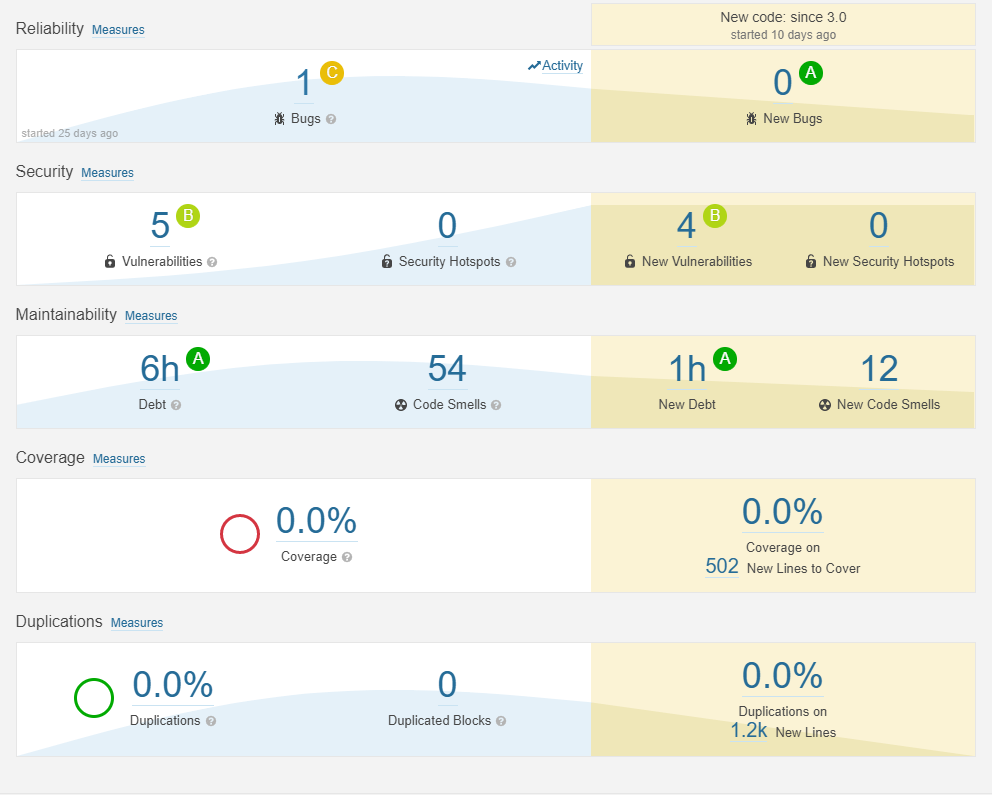 Reliability Measures
New code: since 3.0
started 10 days ago
1 C
Bugs ?
Activity
started 25 days ago
0 A
New Bugs
Security Measures
5 B
Vulnerabilities ?
0
Security Hotspots ?
4 B
New Vulnerabilities
0
New Security Hotspots
Maintainability Measures
6h A
Debt ?
54
Code Smells ?
1h A
New Debt
12
New Code Smells
Coverage Measures
0.0%
Coverage ?
0.0%
Coverage on
502 New Lines to Cover
Duplications Measures
0.0%
Duplications ?
0
Duplicated Blocks ?
0.0%
Duplications on
1.2k New Lines